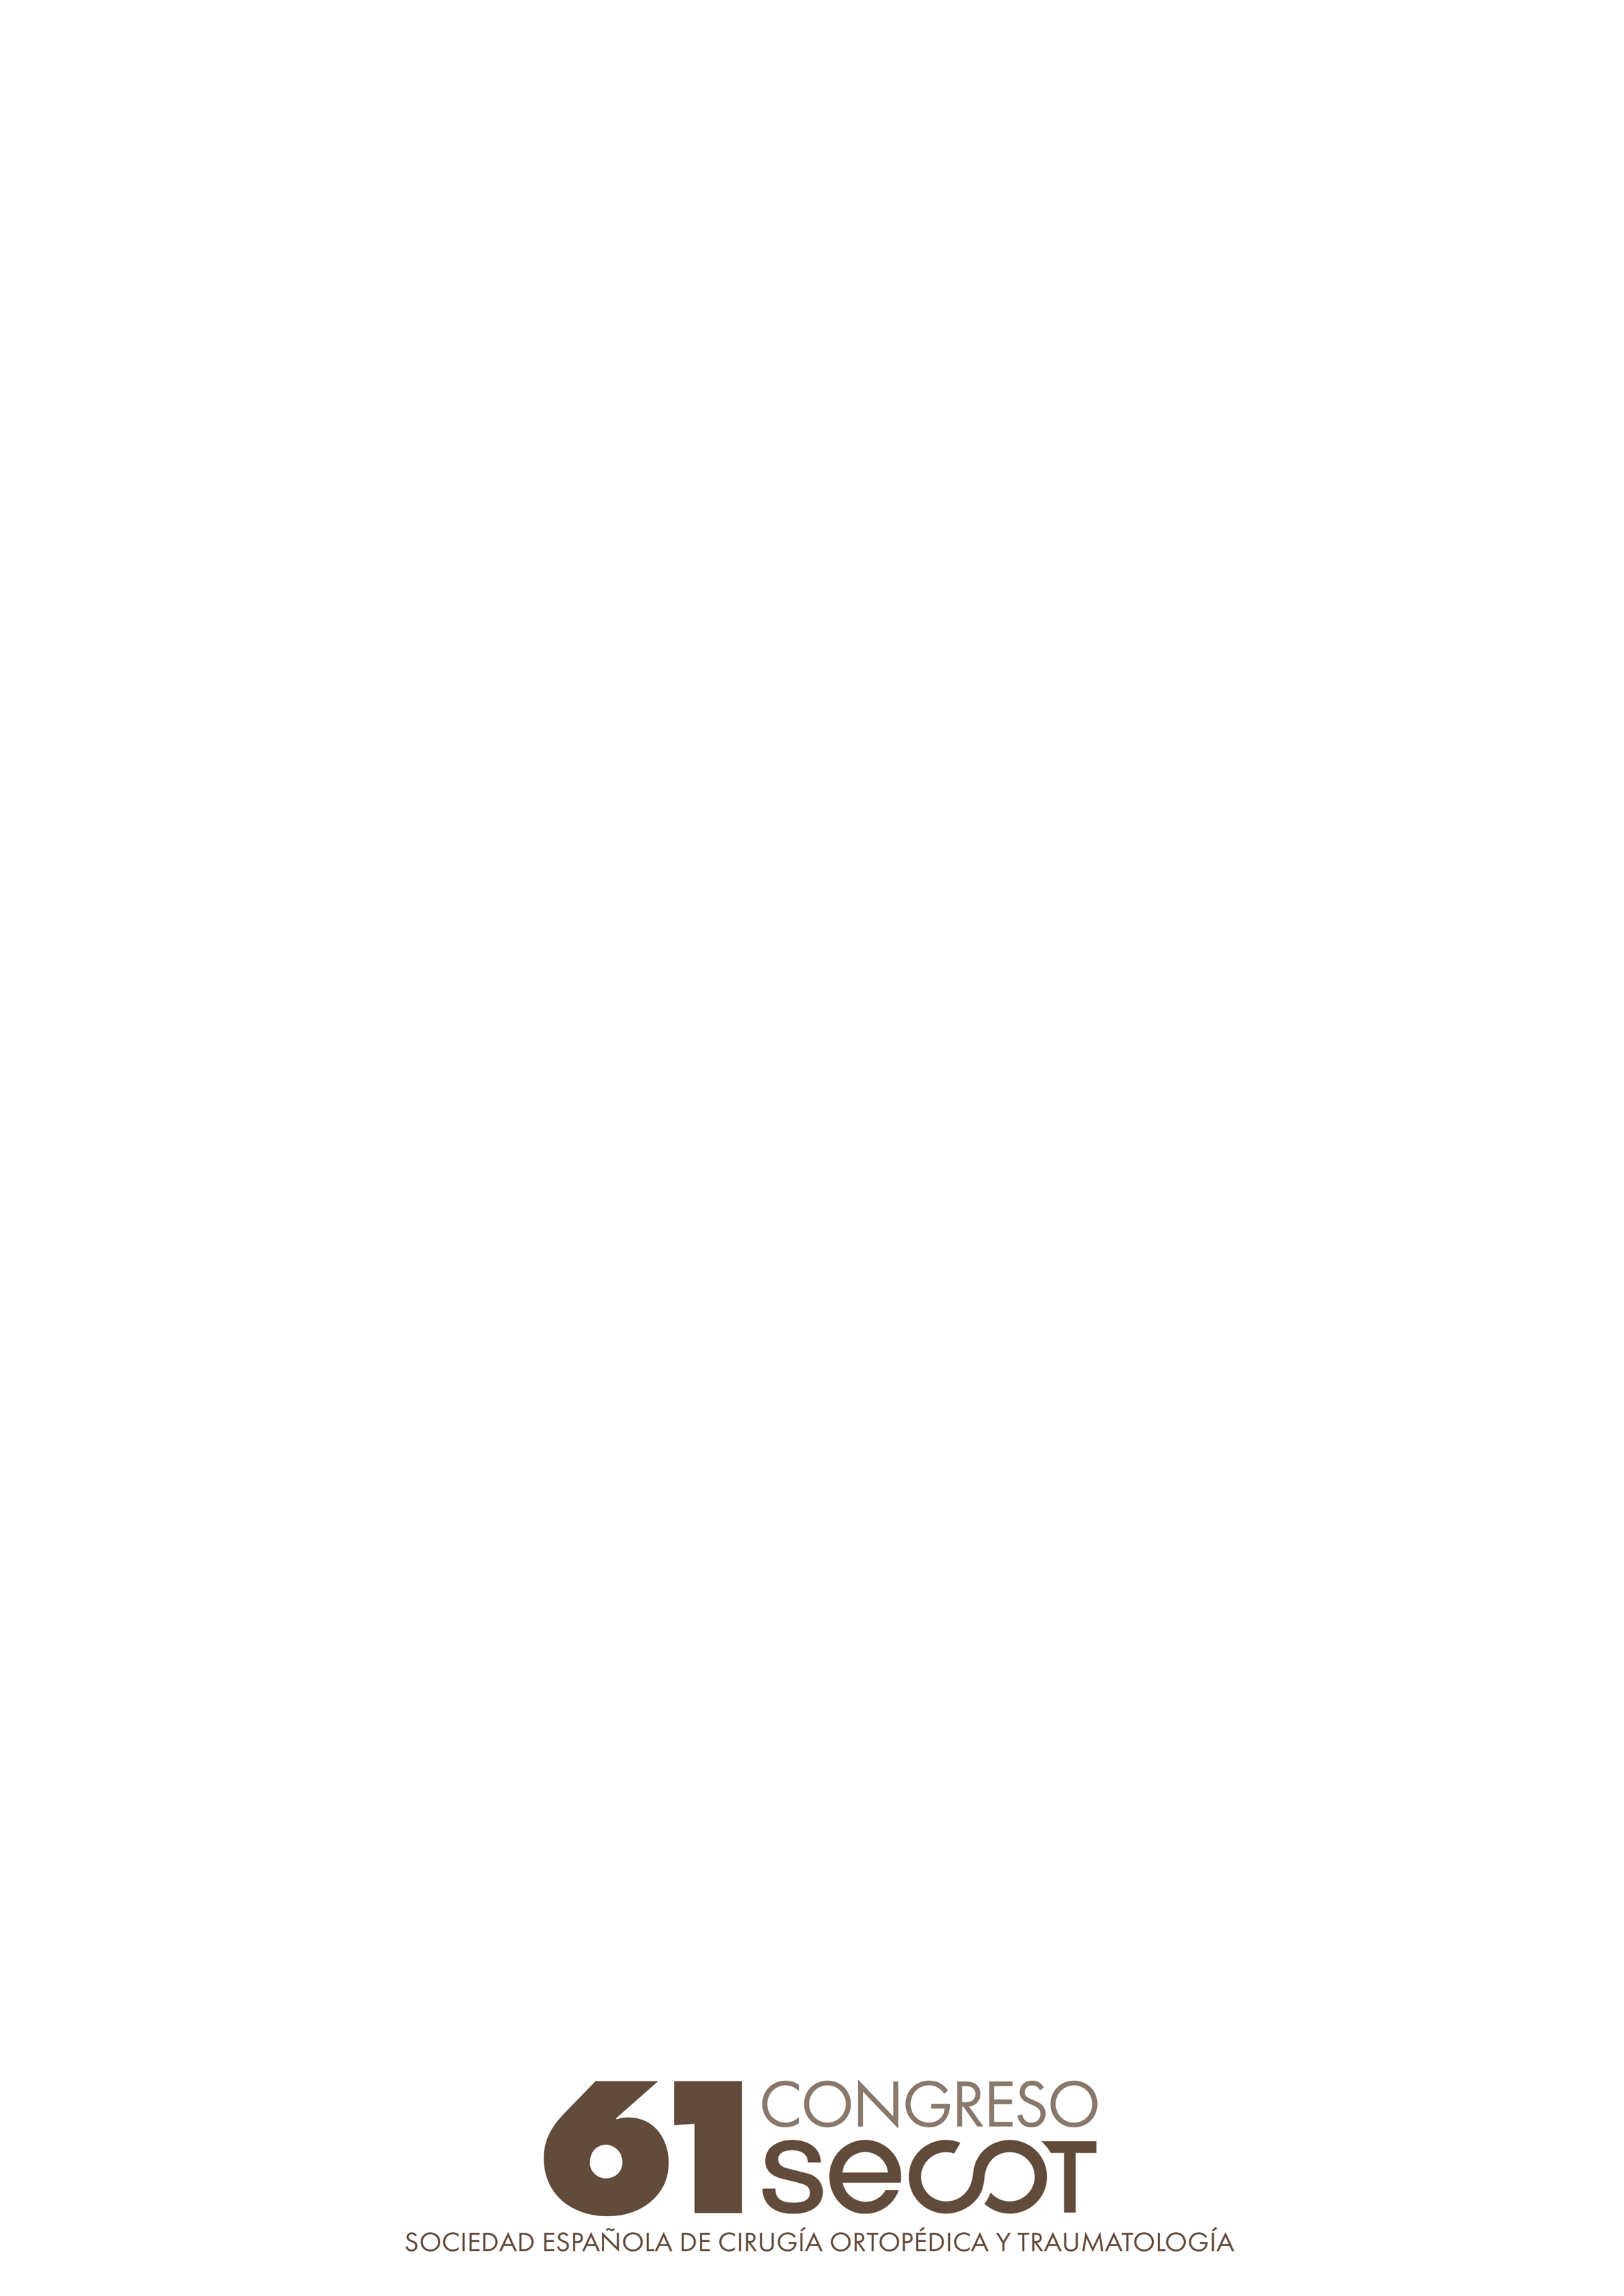 61 CONGRESO
secot
SOCIEDAD ESPAÑOLA DE CIRUGÍA ORTOPÉDICA Y TRAUMATOLOGÍA